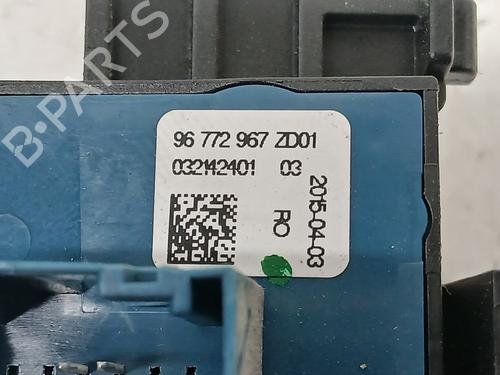 96 772 967 ZD01
032142401 03
2015-04-03
RO
B-PARTS